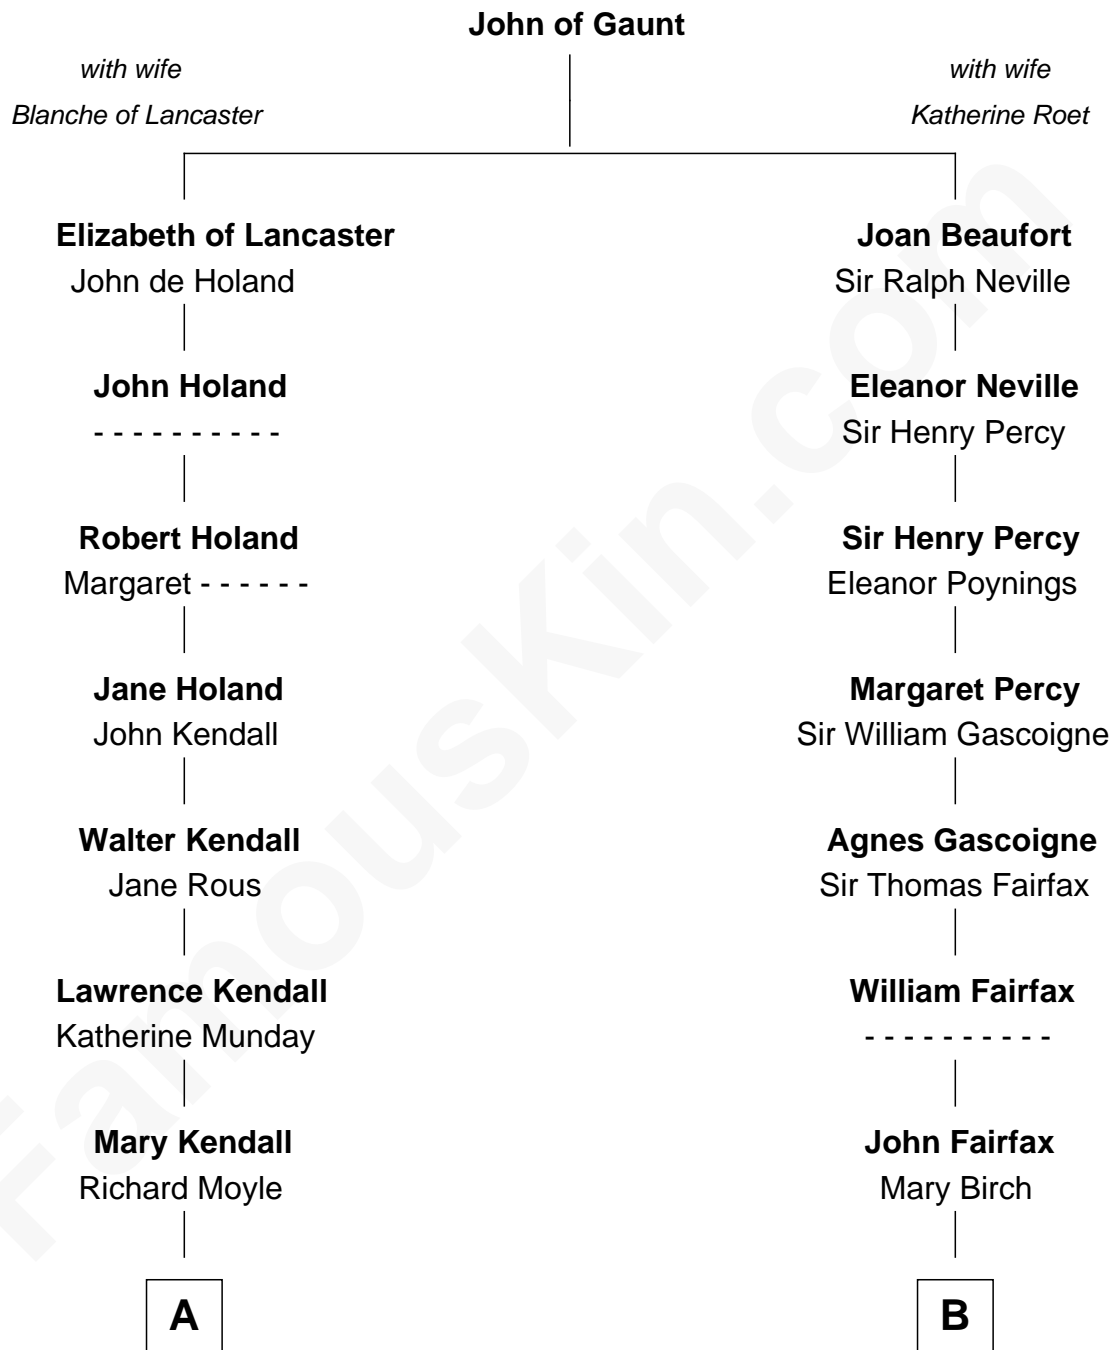 John of Gaunt
with wife
Blanche of Lancaster
with wife
Katherine Roet
Elizabeth of Lancaster
John de Holand
Joan Beaufort
Sir Ralph Neville
John Holand
- - - - - - - - - -
Eleanor Neville
Sir Henry Percy
Robert Holand
Margaret - - - - - -
Sir Henry Percy
Eleanor Poynings
Jane Holand
John Kendall
Margaret Percy
Sir William Gascoigne
Walter Kendall
Jane Rous
Agnes Gascoigne
Sir Thomas Fairfax
Lawrence Kendall
Katherine Munday
William Fairfax
- - - - - - - - - -
Mary Kendall
Richard Moyle
John Fairfax
Mary Birch
A
B
FamousKin.com